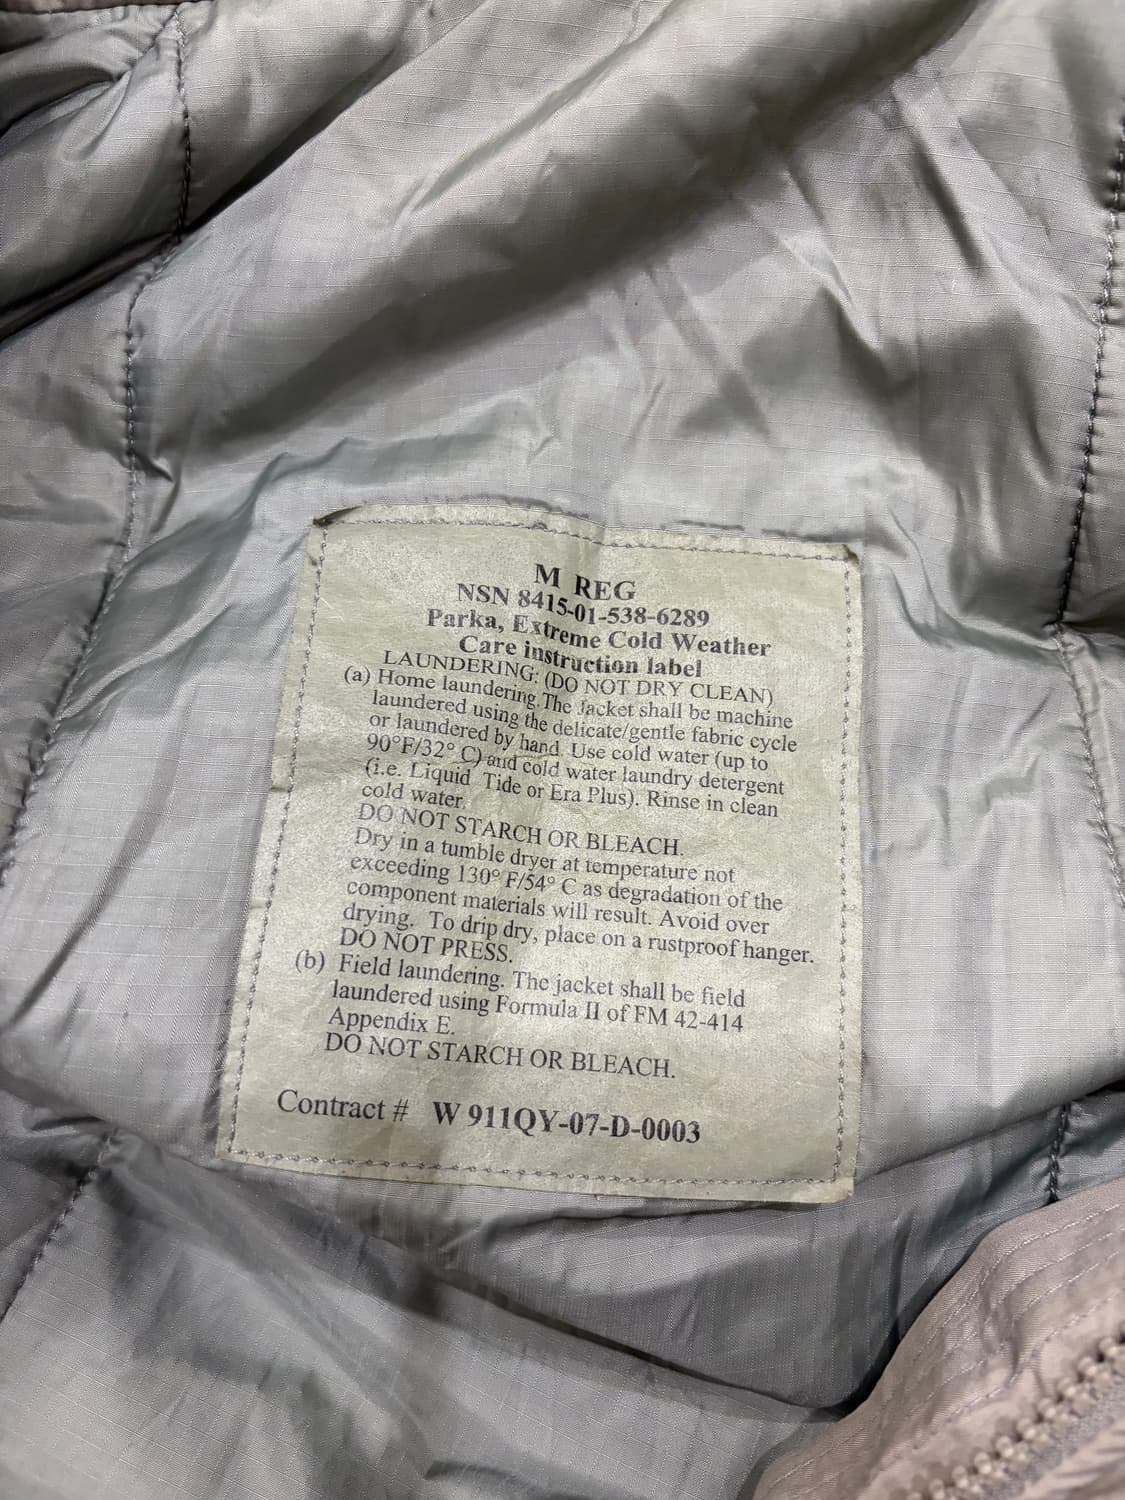 M REG
NSN 8415-01-538-6289
Parka, Extreme Cold Weather
Care instruction label
LAUNDERING: (DO NOT DRY CLEAN)
(a) Home laundering.The Jacket shall be machine
laundered using the delicate/gentle fabric cycle
or laundered by hand. Use cold water (up to
90°F/32° C) and cold water laundry detergent
(i.e. Liquid Tide or Era Plus). Rinse in clean
cold water.
DO NOT STARCH OR BLEACH.
Dry in a tumble dryer at temperature not
exceeding 130° F/54° C as degradation of the
component materials will result. Avoid over
drying. To drip dry, place on a rustproof hanger.
DO NOT PRESS.
(b) Field laundering. The jacket shall be field
laundered using Formula II of FM 42-414
Appendix E.
DO NOT STARCH OR BLEACH.
Contract # W 911QY-07-D-0003